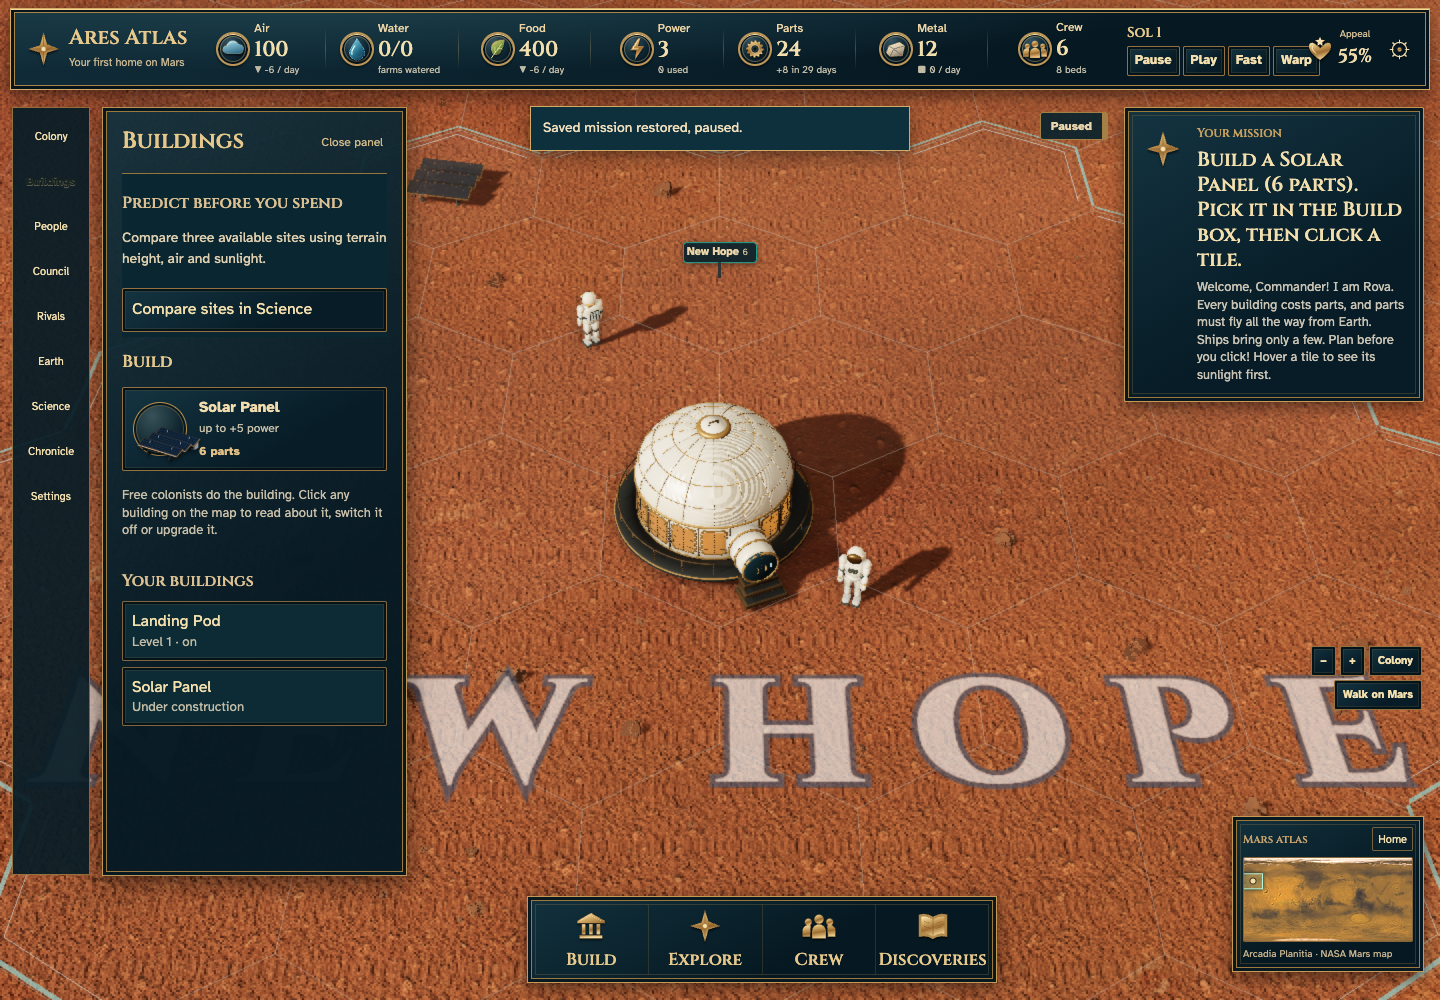 Ares Atlas
Your first home on Mars
Air
100
▼ -6 / day
Water
0/0
farms watered
Food
400
▼ -6 / day
Power
3
0 used
Parts
24
+8 in 29 days
Metal
12
■ 0 / day
Crew
6
8 beds
Sol 1
Pause
Play
Fast
Warp
Appeal
55%
Colony
Buildings
People
Council
Rivals
Earth
Science
Chronicle
Settings
Buildings
Close panel
Predict before you spend
Compare three available sites using terrain
height, air and sunlight.
Compare sites in Science
Build
Solar Panel
up to +5 power
6 parts
Free colonists do the building. Click any
building on the map to read about it, switch it
off or upgrade it.
Your buildings
Landing Pod
Level 1 · on
Solar Panel
Under construction
Saved mission restored, paused.
Paused
New Hope 6
Your mission
Build a Solar
Panel (6 parts).
Pick it in the Build
box, then click a
tile.
Welcome, Commander! I am Rova.
Every building costs parts, and parts
must fly all the way from Earth.
Ships bring only a few. Plan before
you click! Hover a tile to see its
sunlight first.
− + Colony
Walk on Mars
NEW HOPE
Mars atlas
Home
Arcadia Planitia · NASA Mars map
Build
Explore
Crew
Discoveries